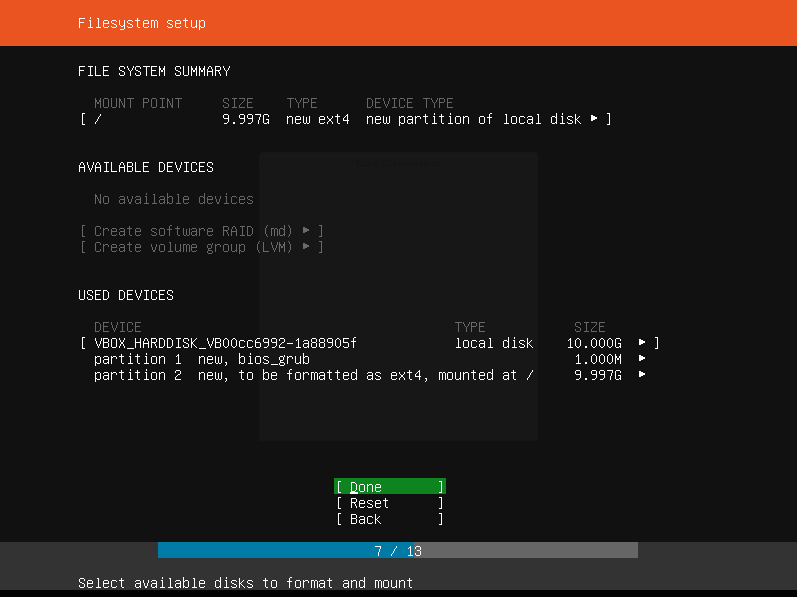 Filesystem setup
FILE SYSTEM SUMMARY
MOUNT POINT SIZE TYPE DEVICE TYPE
[ / 9.997G new ext4 new partition of local disk ▸ ]
AVAILABLE DEVICES
No available devices
[ Create software RAID (md) ▸ ]
[ Create volume group (LVM) ▸ ]
USED DEVICES
DEVICE TYPE SIZE
[ VBOX_HARDDISK_VB00cc6992-1a88905f local disk 10.000G ▸ ]
partition 1 new, bios_grub 1.000M ▸
partition 2 new, to be formatted as ext4, mounted at / 9.997G ▸
[ Done ]
[ Reset ]
[ Back ]
7 / 13
Select available disks to format and mount